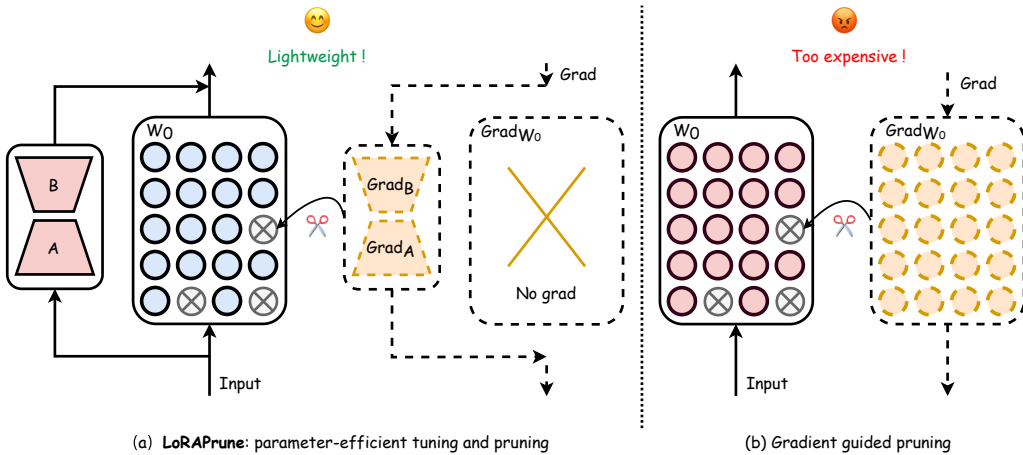 Lightweight !
Too expensive !
Grad
Grad
W0
GradW0
W0
GradW0
B
GradB
A
GradA
No grad
Input
Input
(a) LoRAPrune: parameter-efficient tuning and pruning
(b) Gradient guided pruning